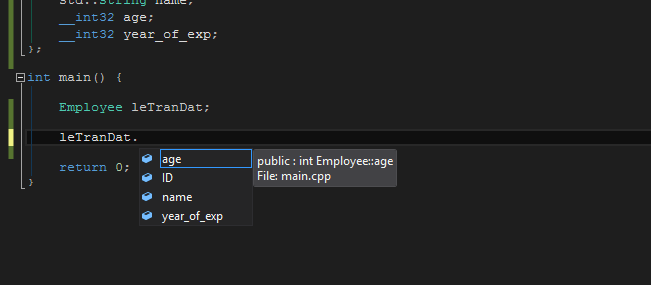 std::string name;
__int32 age;
__int32 year_of_exp;
};
int main() {
Employee leTranDat;
leTranDat.
return 0;
}
age
ID
name
year_of_exp
public : int Employee::age
File: main.cpp